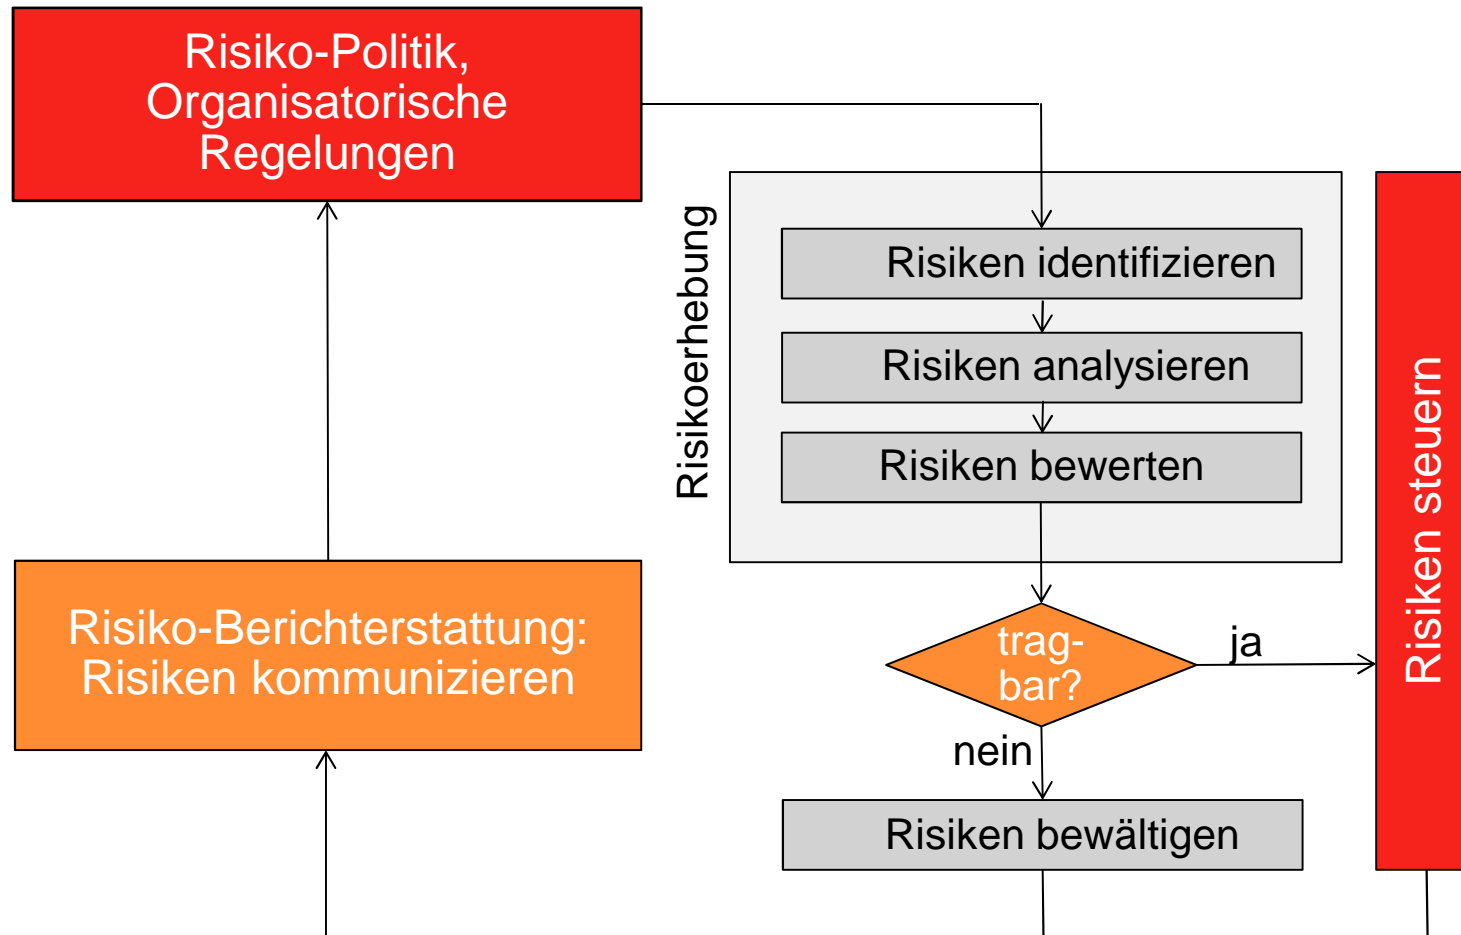 Risiko-Politik,
Organisatorische
Regelungen
Risikoerhebung
Risiken identifizieren
Risiken analysieren
Risiken bewerten
Risiken steuern
Risiko-Berichterstattung:
Risiken kommunizieren
trag-
bar?
ja
nein
Risiken bewältigen